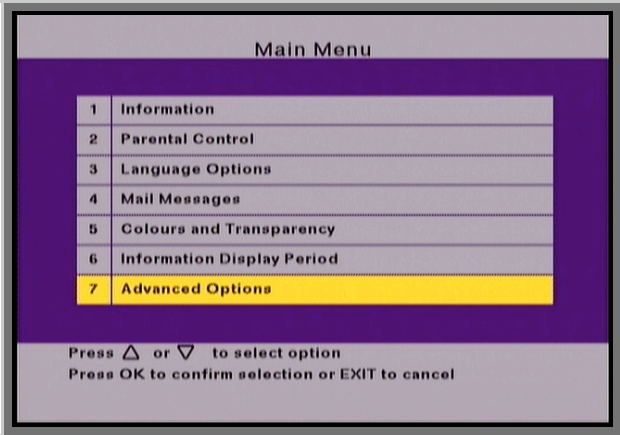 Main Menu
1 Information
2 Parental Control
3 Language Options
4 Mail Messages
5 Colours and Transparency
6 Information Display Period
7 Advanced Options
Press △ or ▽ to select option
Press OK to confirm selection or EXIT to cancel